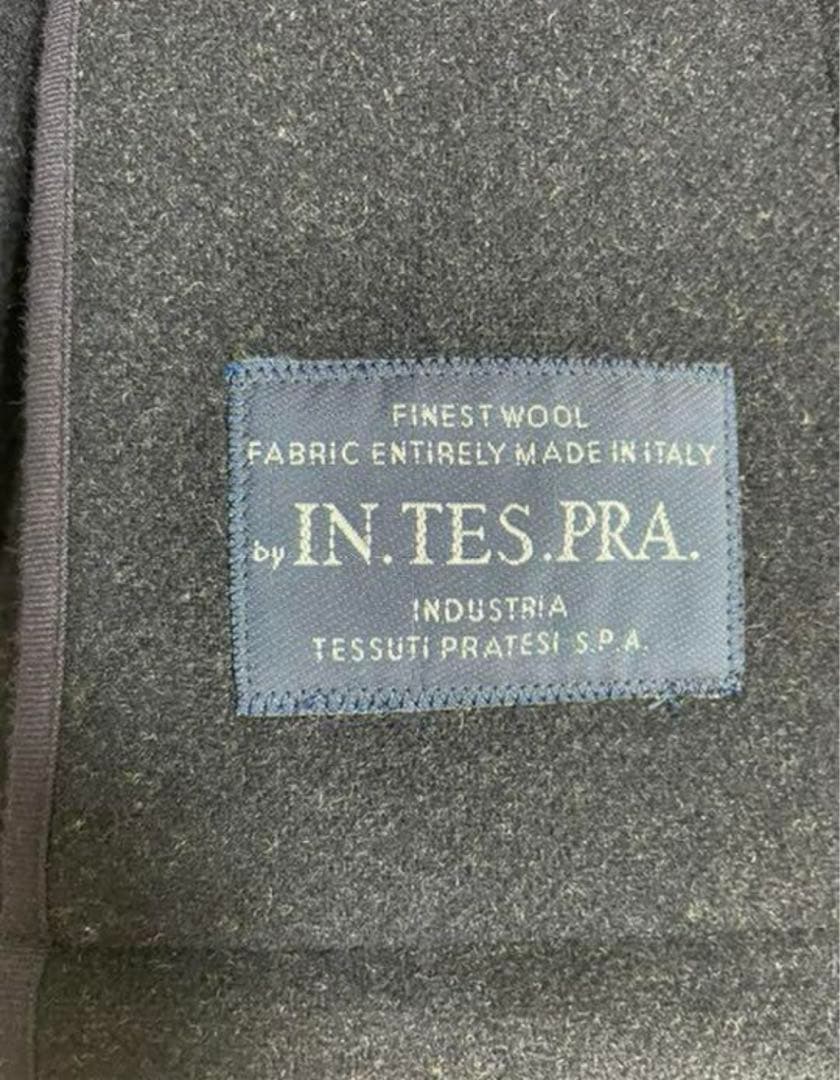 FINEST WOOL
FABRIC ENTIRELY MADE IN ITALY
by IN.TES.PRA.
INDUSTRIA
TESSUTI PRATESI S.P.A.